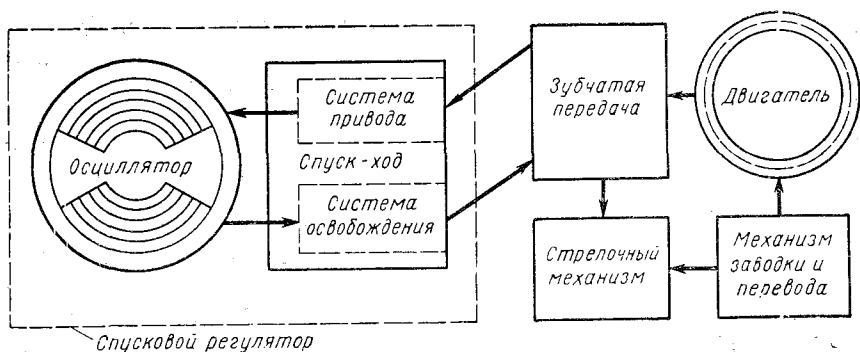 Осциллятор
Система
привода
Спуск-ход
Система
освобождения
Зубчатая
передача
Двигатель
Стрелочный
механизм
Механизм
заводки и
перевода
Спусковой регулятор